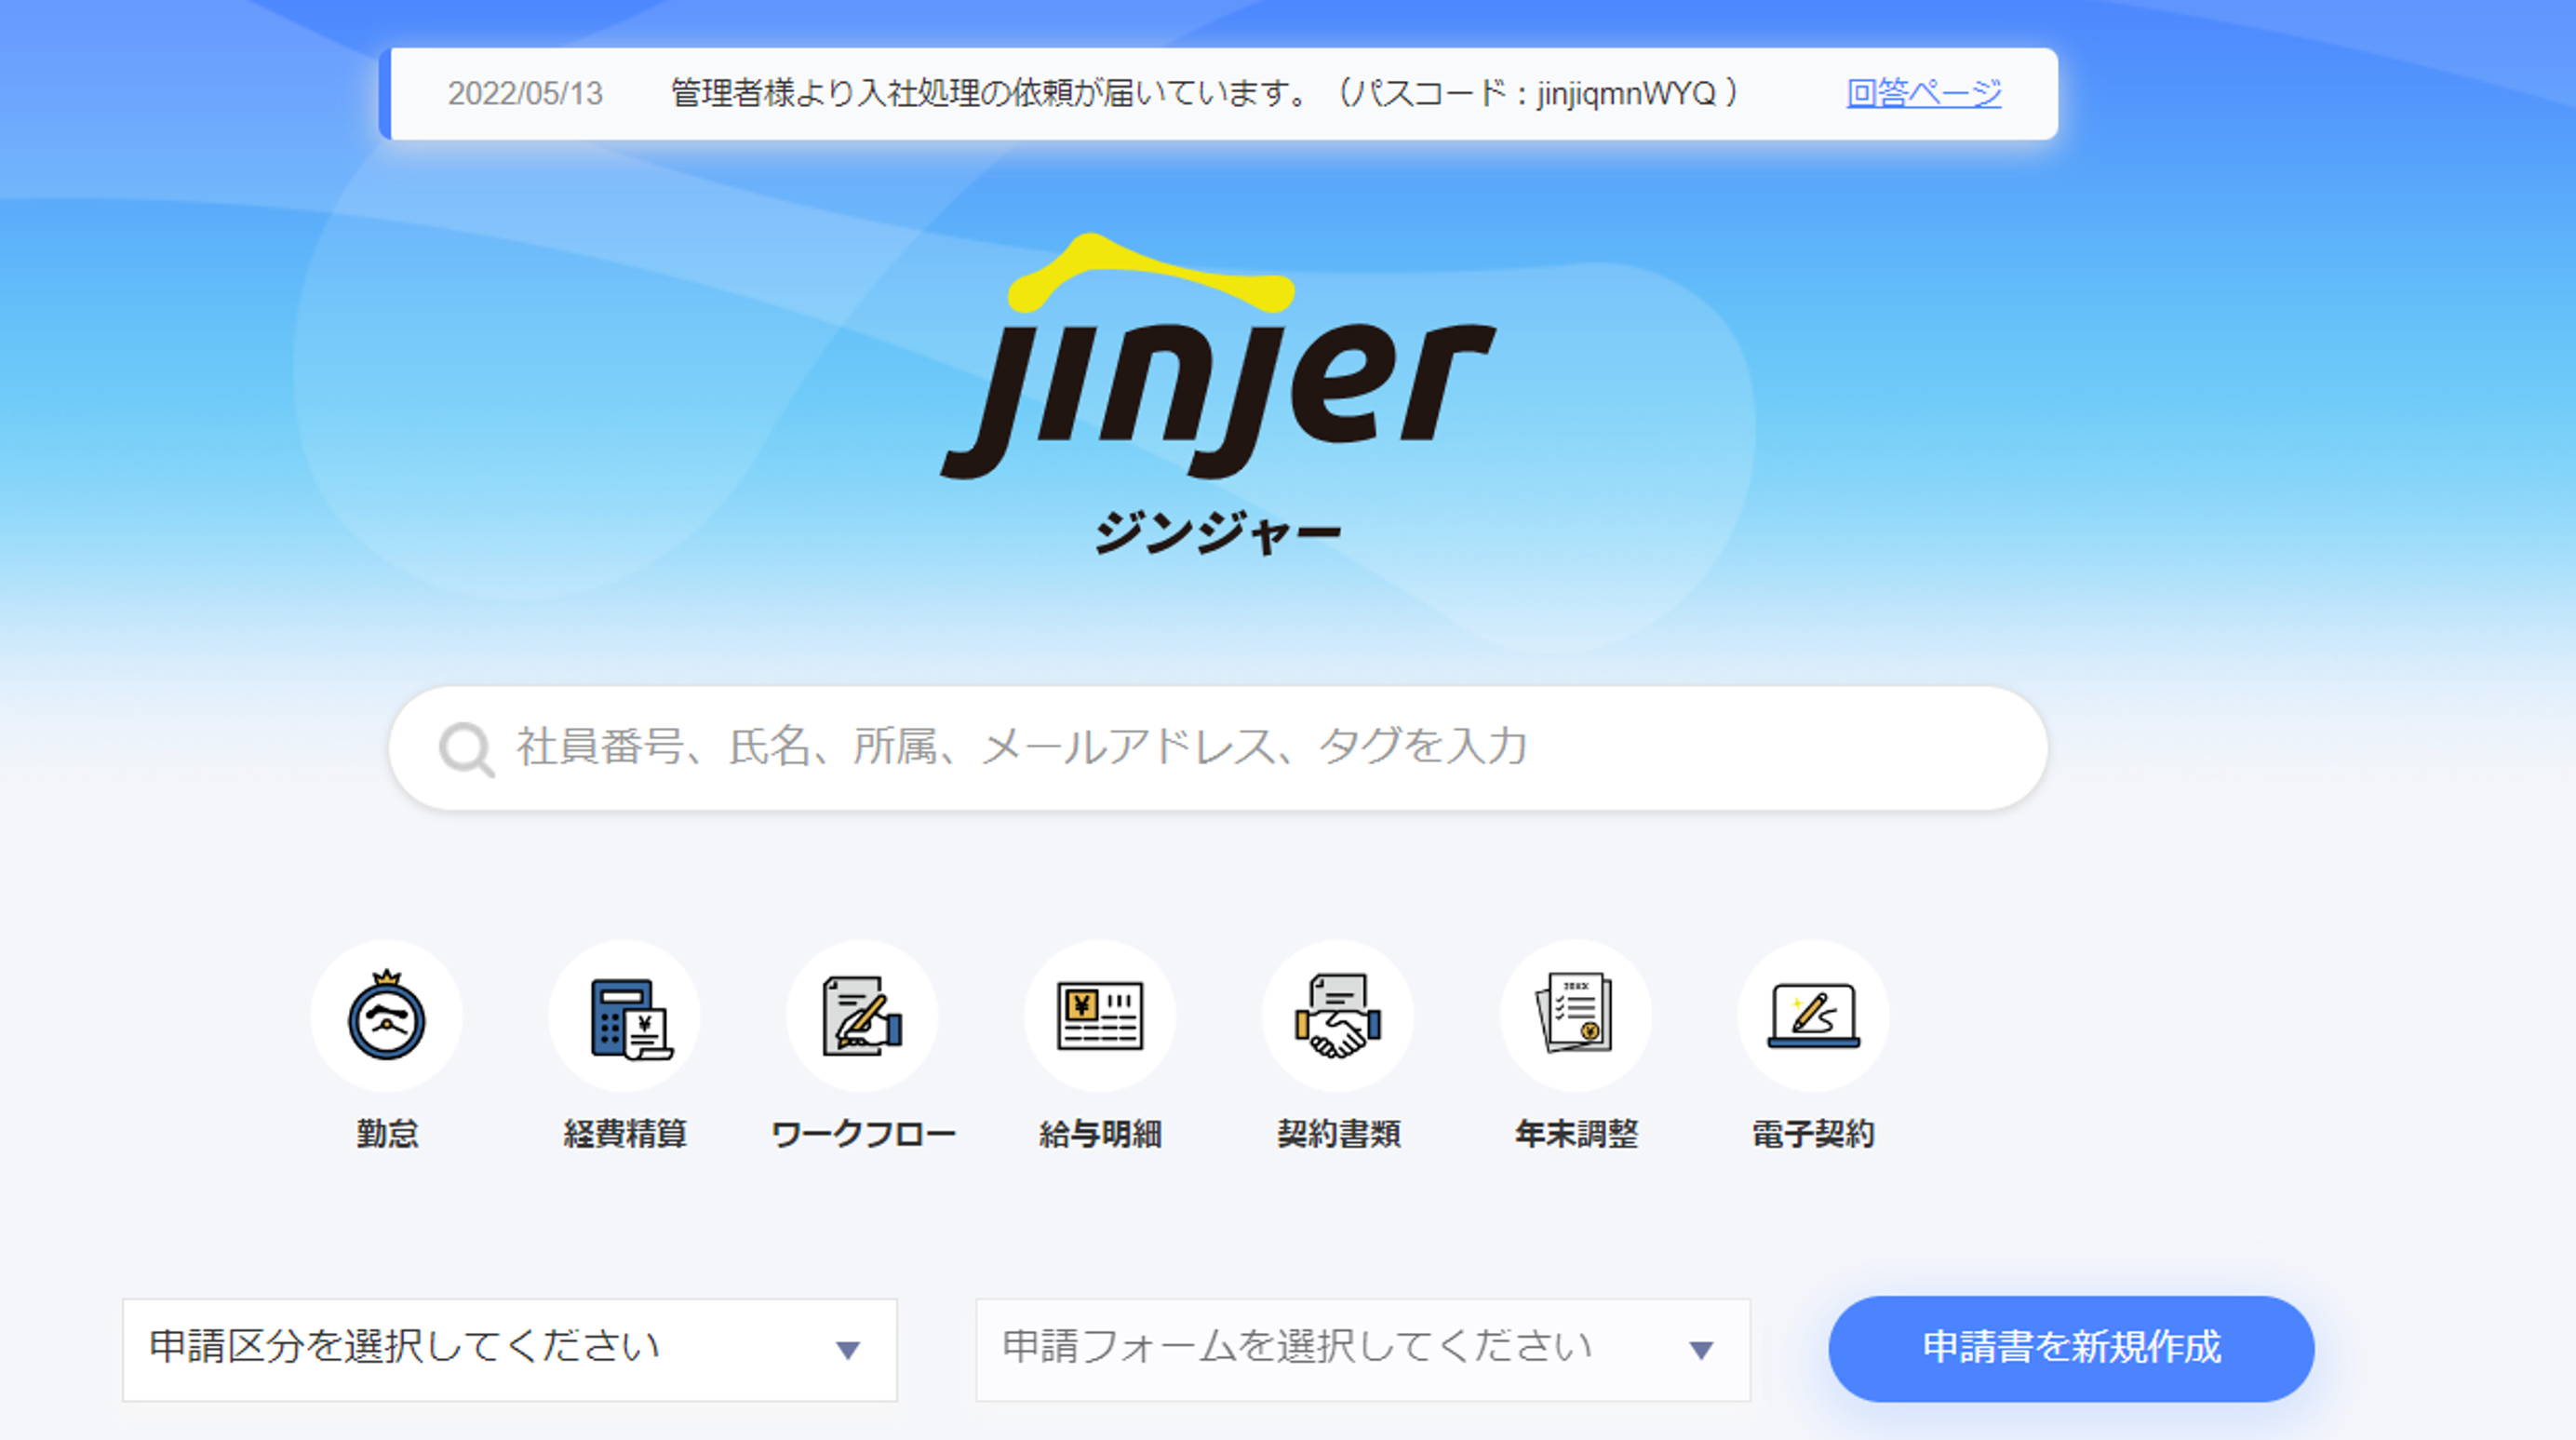 2022/05/13 管理者様より入社処理の依頼が届いています。（パスコード：jinjiqmnWYQ ） 回答ページ
jinjer
ジンジャー
社員番号、氏名、所属、メールアドレス、タグを入力
勤怠 経費精算 ワークフロー 給与明細 契約書類 年末調整 電子契約
申請区分を選択してください 申請フォームを選択してください 申請書を新規作成